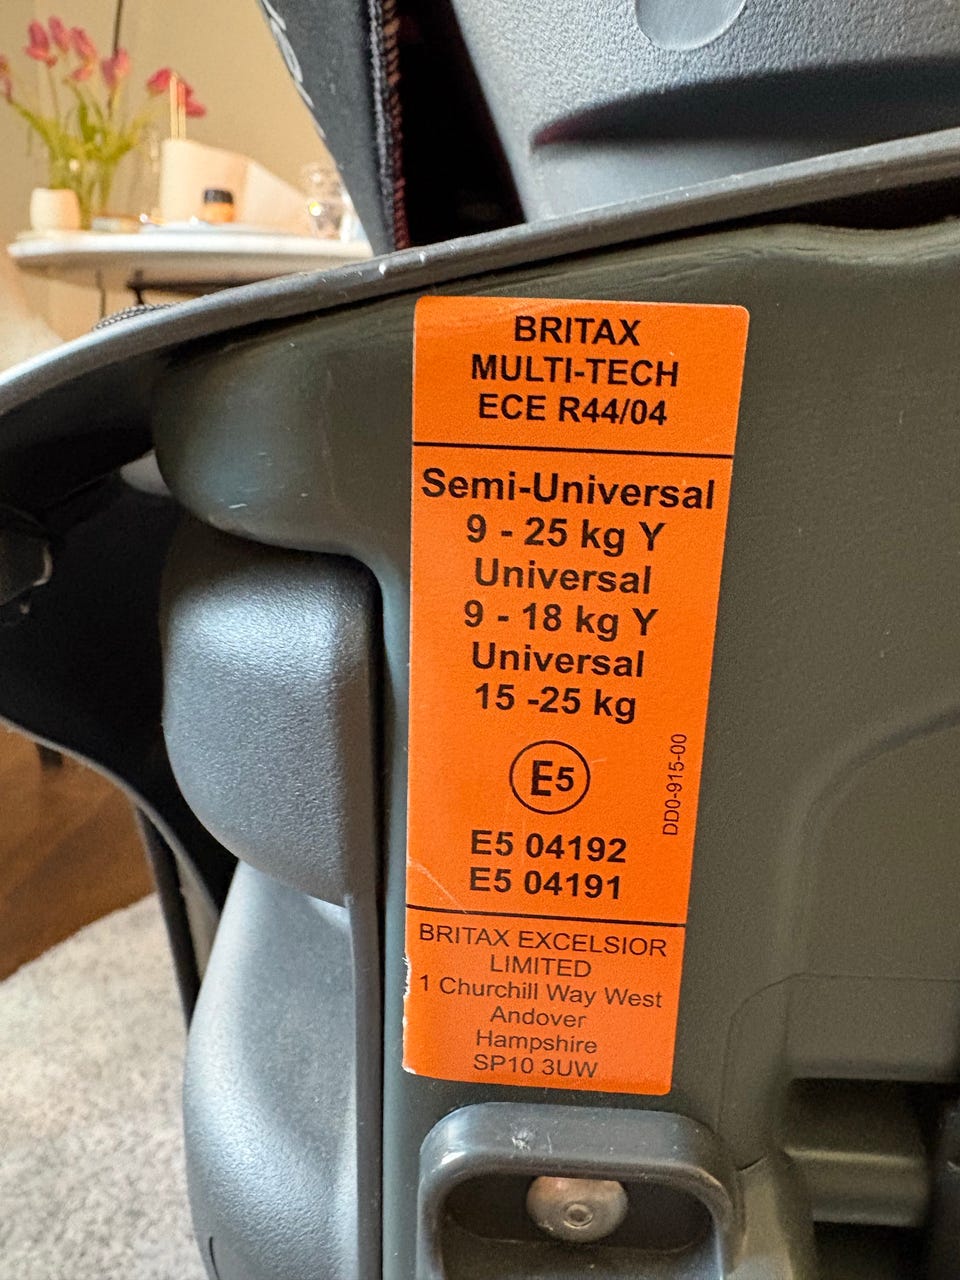 BRITAX
MULTI-TECH
ECE R44/04
Semi-Universal
9 - 25 kg Y
Universal
9 - 18 kg Y
Universal
15 -25 kg
E5
DD0-915-00
E5 04192
E5 04191
BRITAX EXCELSIOR
LIMITED
1 Churchill Way West
Andover
Hampshire
SP10 3UW